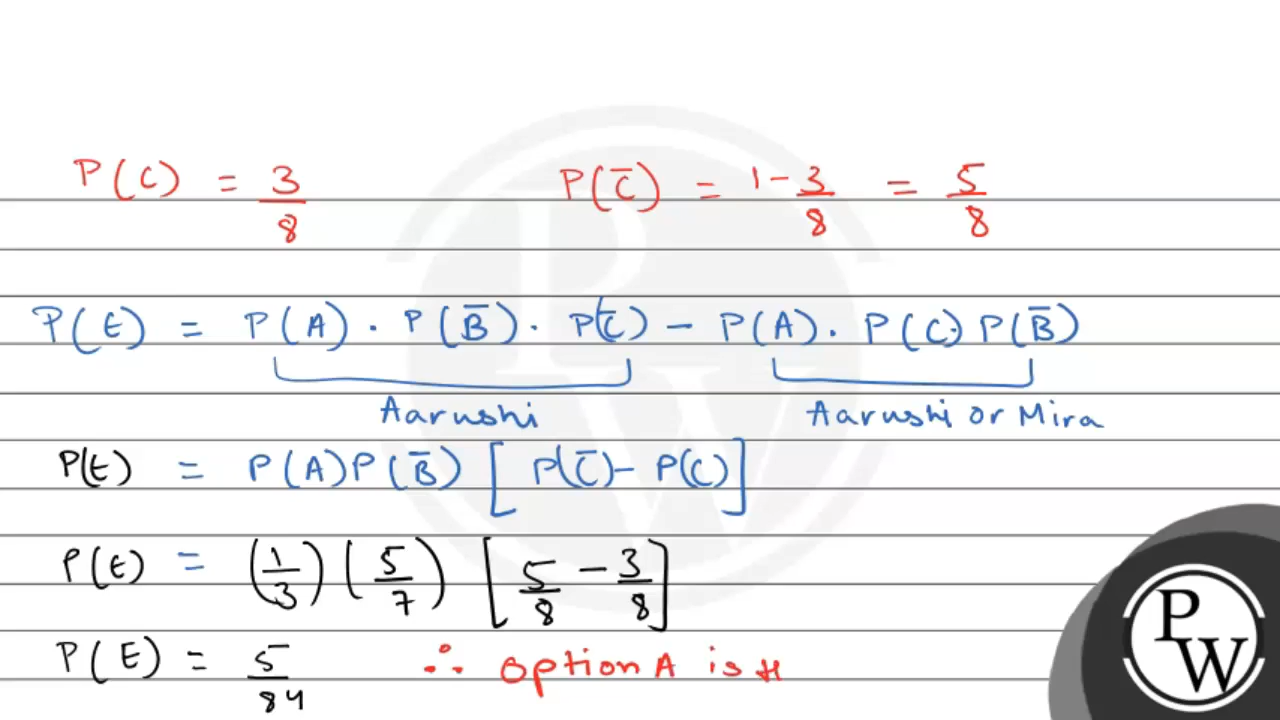 P(C) = 3/8 P(C̅) = 1 - 3/8 = 5/8
P(E) = P(A) . P(B̅) . P(C̅) - P(A) . P(C) . P(B̅)
Aarushi Aarushi or Mira
P(E) = P(A) P(B̅) [ P(C̅) - P(C) ]
P(E) = (1/3) (5/7) [ 5/8 - 3/8 ]
P(E) = 5/84 ∴ option A is
PW